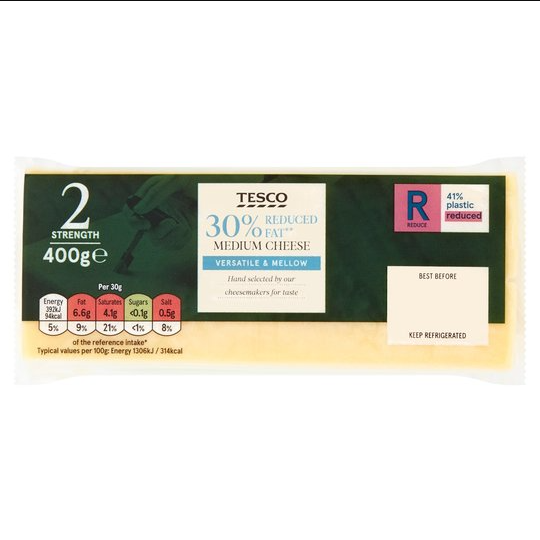 2
STRENGTH
400g℮
TESCO
30% REDUCED FAT**
MEDIUM CHEESE
VERSATILE & MELLOW
Hand selected by our
cheesemakers for taste
R
REDUCE
41%
plastic
reduced
BEST BEFORE
KEEP REFRIGERATED
Per 30g
Energy 392kJ 94kcal 5%
Fat 6.6g 9%
Saturates 4.1g 21%
Sugars <0.1g <1%
Salt 0.5g 8%
of the reference intake*
Typical values per 100g: Energy 1306kJ / 314kcal